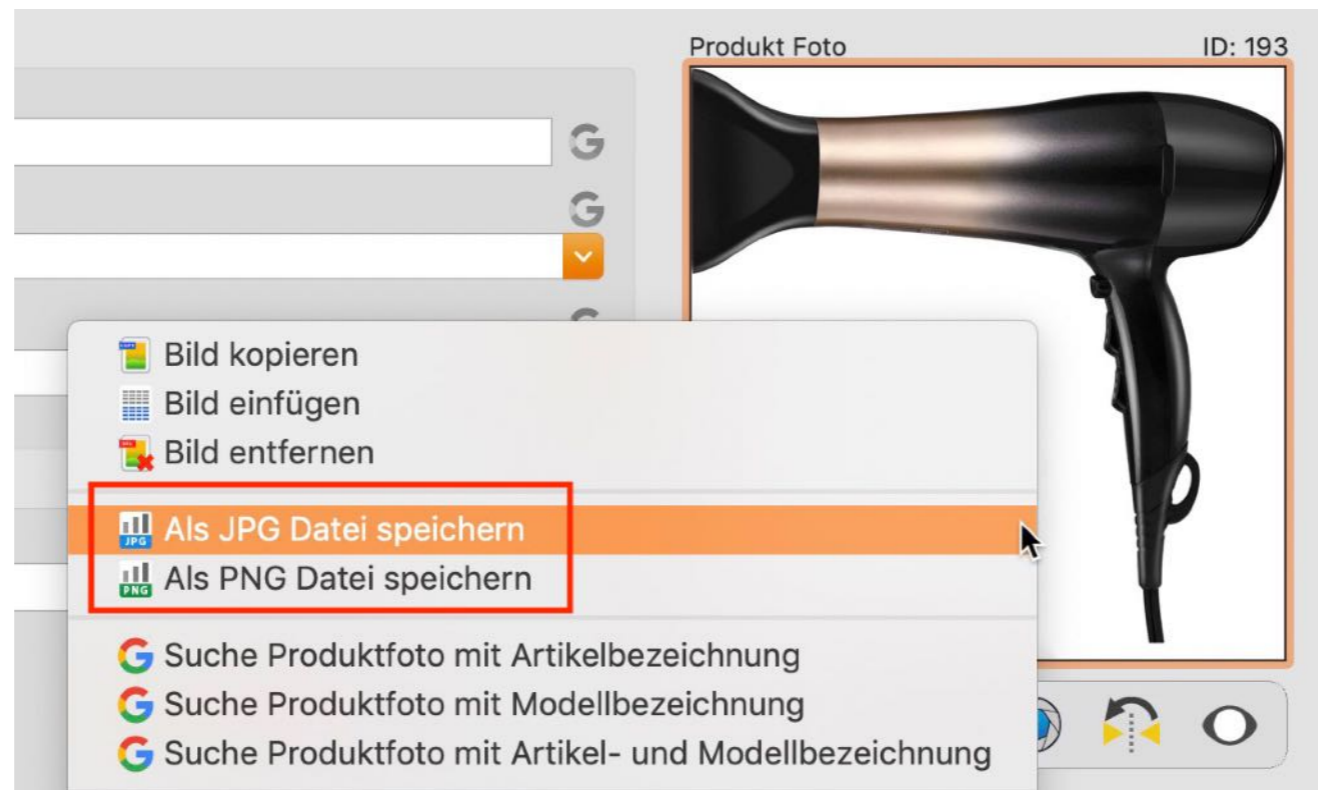 Produkt Foto ID: 193
Bild kopieren
Bild einfügen
Bild entfernen
Als JPG Datei speichern
Als PNG Datei speichern
Suche Produktfoto mit Artikelbezeichnung
Suche Produktfoto mit Modellbezeichnung
Suche Produktfoto mit Artikel- und Modellbezeichnung